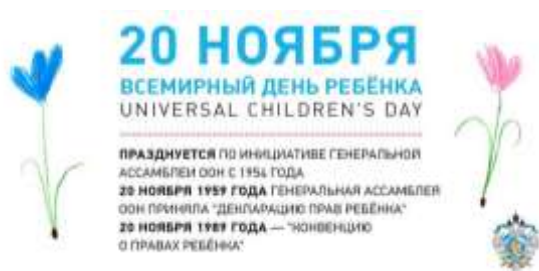 20 НОЯБРЯ
ВСЕМИРНЫЙ ДЕНЬ РЕБЁНКА
UNIVERSAL CHILDREN'S DAY
ПРАЗДНУЕТСЯ ПО ИНИЦИАТИВЕ ГЕНЕРАЛЬНОЙ
АССАМБЛЕИ ООН С 1954 ГОДА
20 НОЯБРЯ 1959 ГОДА ГЕНЕРАЛЬНАЯ АССАМБЛЕЯ
ООН ПРИНЯЛА "ДЕКЛАРАЦИЮ ПРАВ РЕБЁНКА"
20 НОЯБРЯ 1989 ГОДА — "КОНВЕНЦИЮ
О ПРАВАХ РЕБЁНКА"